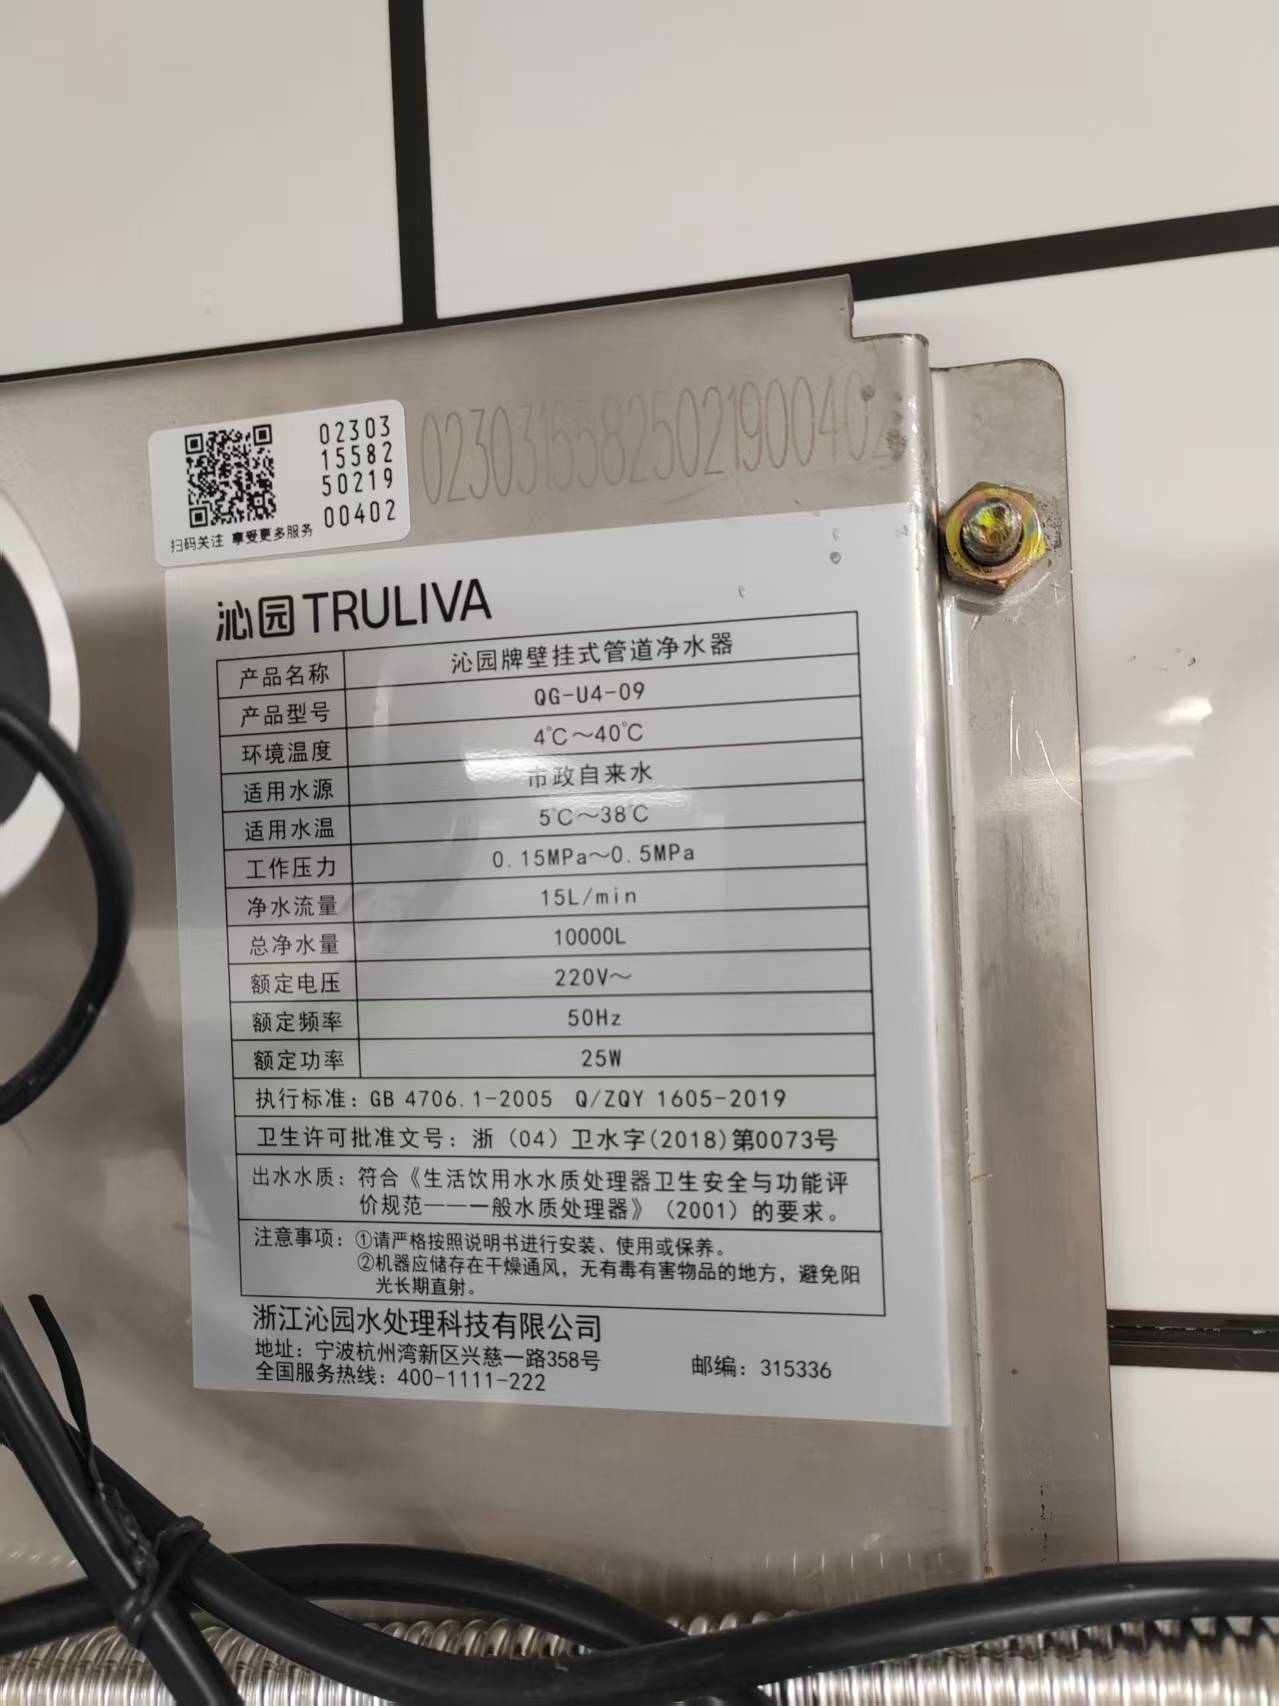 02303
15582
50219
00402
扫码关注 享受更多服务
02303155825021900402
沁园TRULIVA
产品名称 沁园牌壁挂式管道净水器
产品型号 QG-U4-09
环境温度 4℃～40℃
适用水源 市政自来水
适用水温 5℃～38℃
工作压力 0.15MPa～0.5MPa
净水流量 15L/min
总净水量 10000L
额定电压 220V～
额定频率 50Hz
额定功率 25W
执行标准：GB 4706.1-2005 Q/ZQY 1605-2019
卫生许可批准文号：浙（04）卫水字(2018)第0073号
出水水质：符合《生活饮用水水质处理器卫生安全与功能评
价规范——一般水质处理器》（2001）的要求。
注意事项：①请严格按照说明书进行安装、使用或保养。
②机器应储存在干燥通风，无有毒有害物品的地方，避免阳
光长期直射。
浙江沁园水处理科技有限公司
地址：宁波杭州湾新区兴慈一路358号 邮编：315336
全国服务热线：400-1111-222